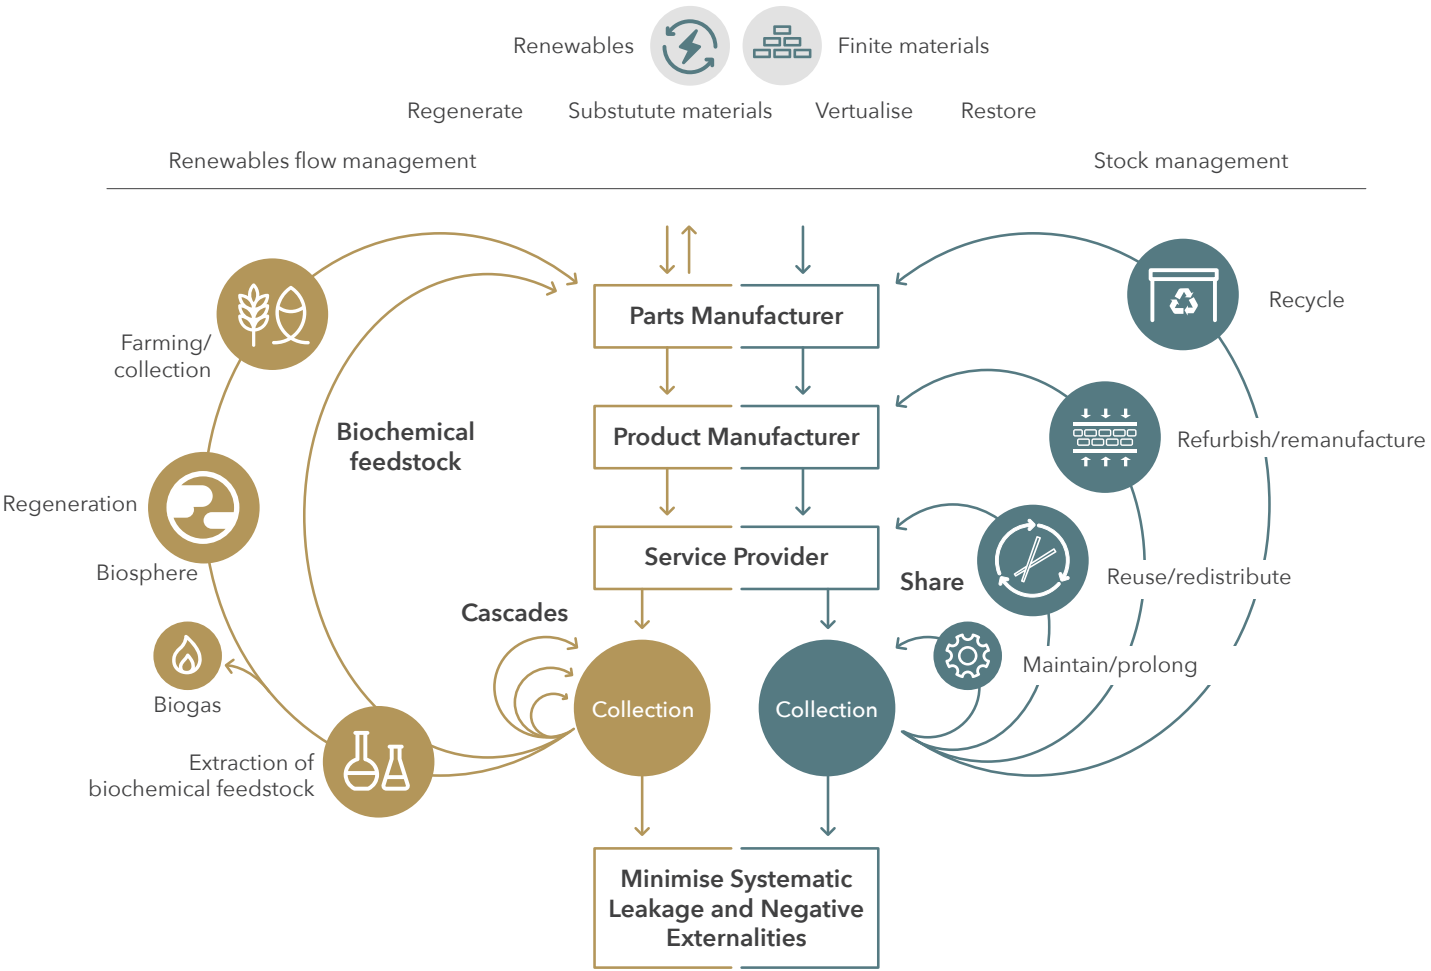 Renewables
Finite materials
Regenerate
Substutute materials
Vertualise
Restore
Renewables flow management
Stock management
Parts Manufacturer
Recycle
Farming/
collection
Biochemical
feedstock
Product Manufacturer
Refurbish/remanufacture
Regeneration
Biosphere
Service Provider
Share
Reuse/redistribute
Cascades
Maintain/prolong
Biogas
Collection
Collection
Extraction of
biochemical feedstock
Minimise Systematic
Leakage and Negative
Externalities